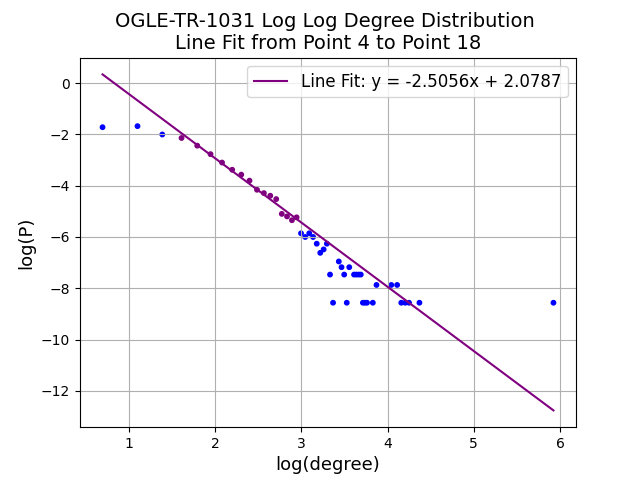 OGLE-TR-1031 Log Log Degree Distribution
Line Fit from Point 4 to Point 18
Line Fit: y = -2.5056x + 2.0787
0
−2
−4
−6
−8
−10
−12
log(P)
1
2
3
4
5
6
log(degree)